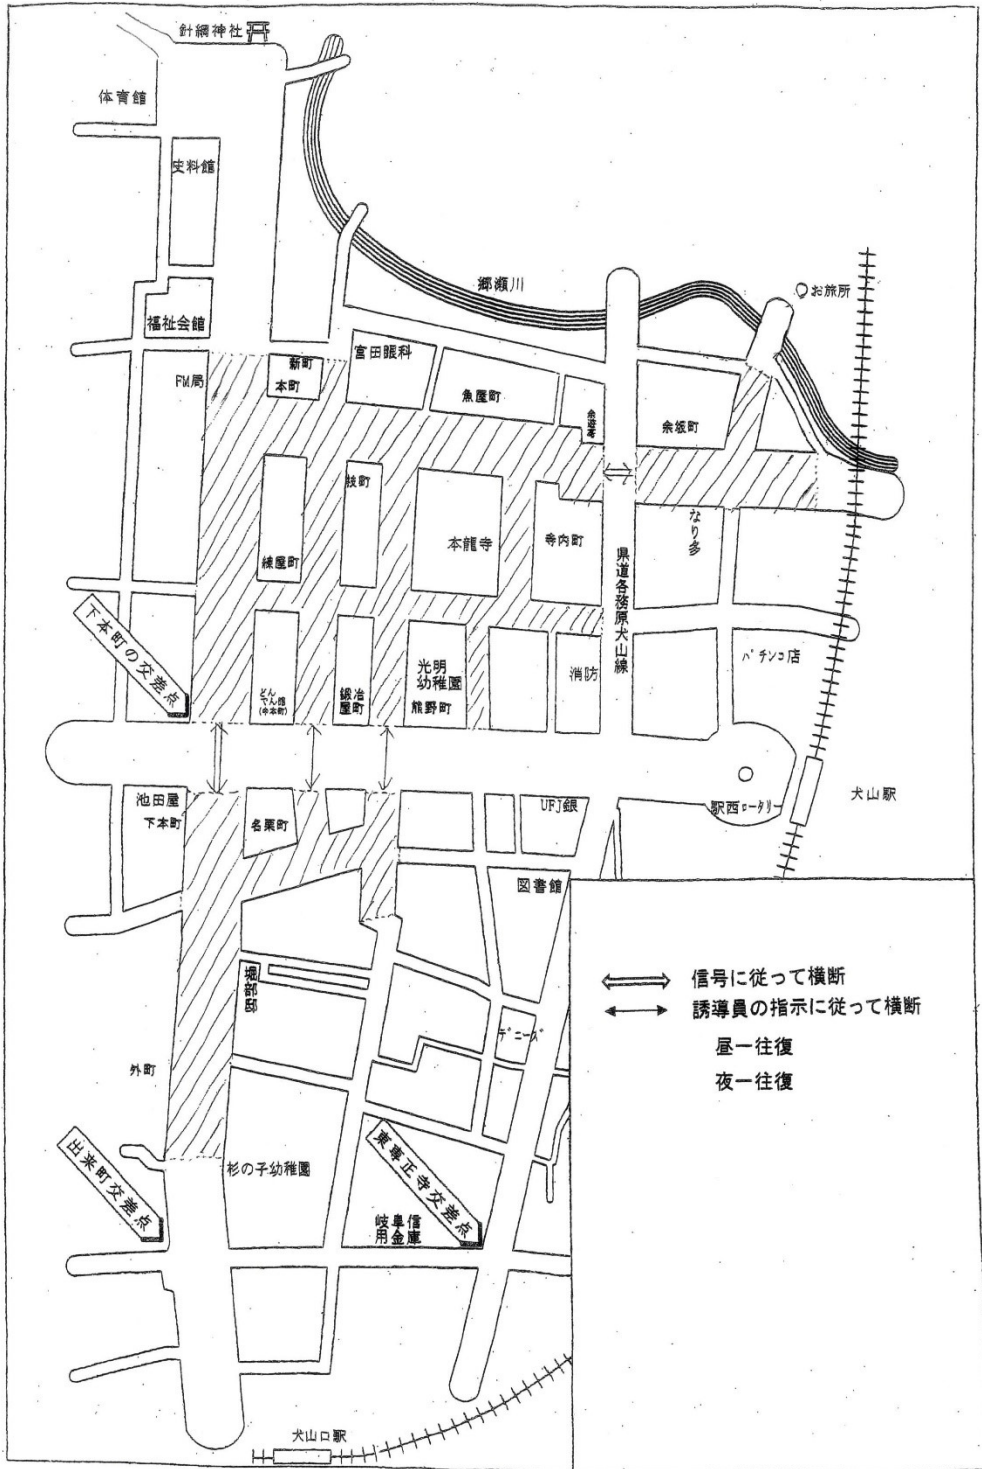 針綱神社
体育館
史料館
郷瀬川
お旅所
福祉会館
FM局
新町
本町
宮田眼科
魚屋町
余遊亭
余坂町
枝町
練屋町
本龍寺
寺内町
なり多
県道各務原犬山線
下本町の交差点
どん
でん館
(中本町)
鍛冶
屋町
光明
幼稚園
熊野町
消防
パチンコ店
池田屋
下本町
名栗町
UFJ銀
駅西ロータリー
犬山駅
図書館
堀部邸
デニーズ
外町
出来町交差点
杉の子幼稚園
東専正寺交差点
岐阜信
用金庫
犬山口駅
信号に従って横断
誘導員の指示に従って横断
昼一往復
夜一往復